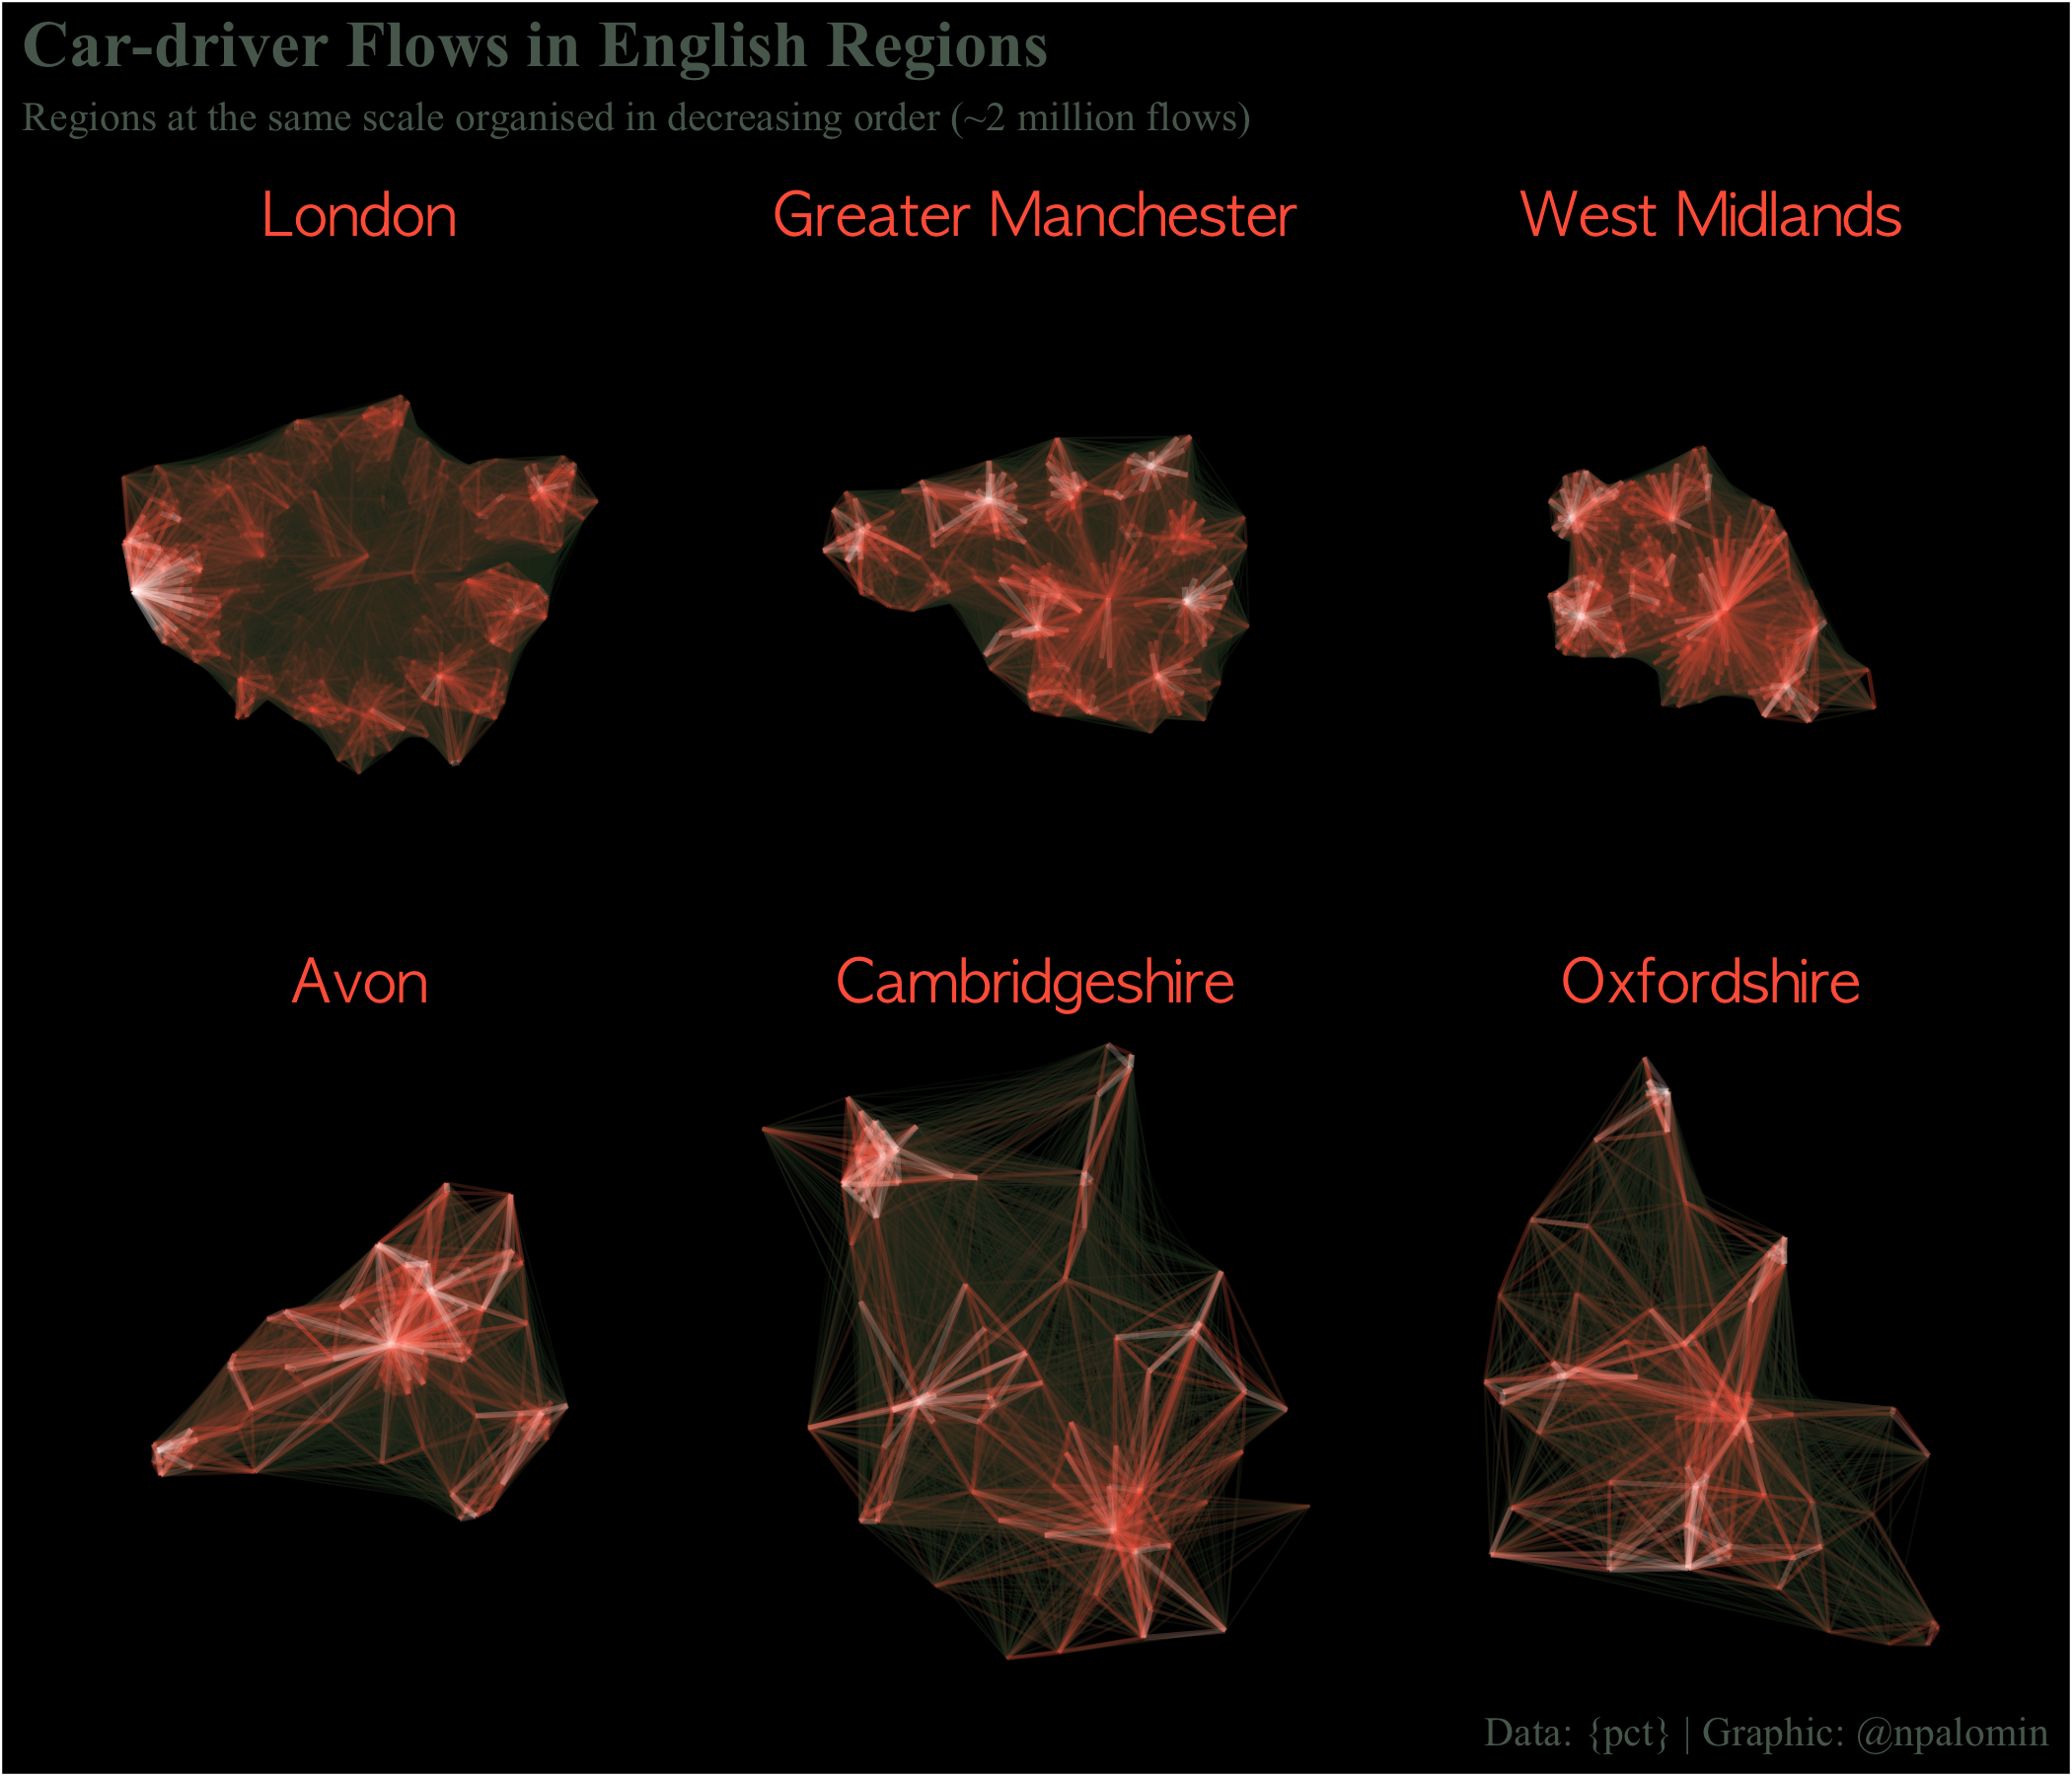 Car-driver Flows in English Regions
Regions at the same scale organised in decreasing order (~2 million flows)
London
Greater Manchester
West Midlands
Avon
Cambridgeshire
Oxfordshire
Data: {pct} | Graphic: @npalomin